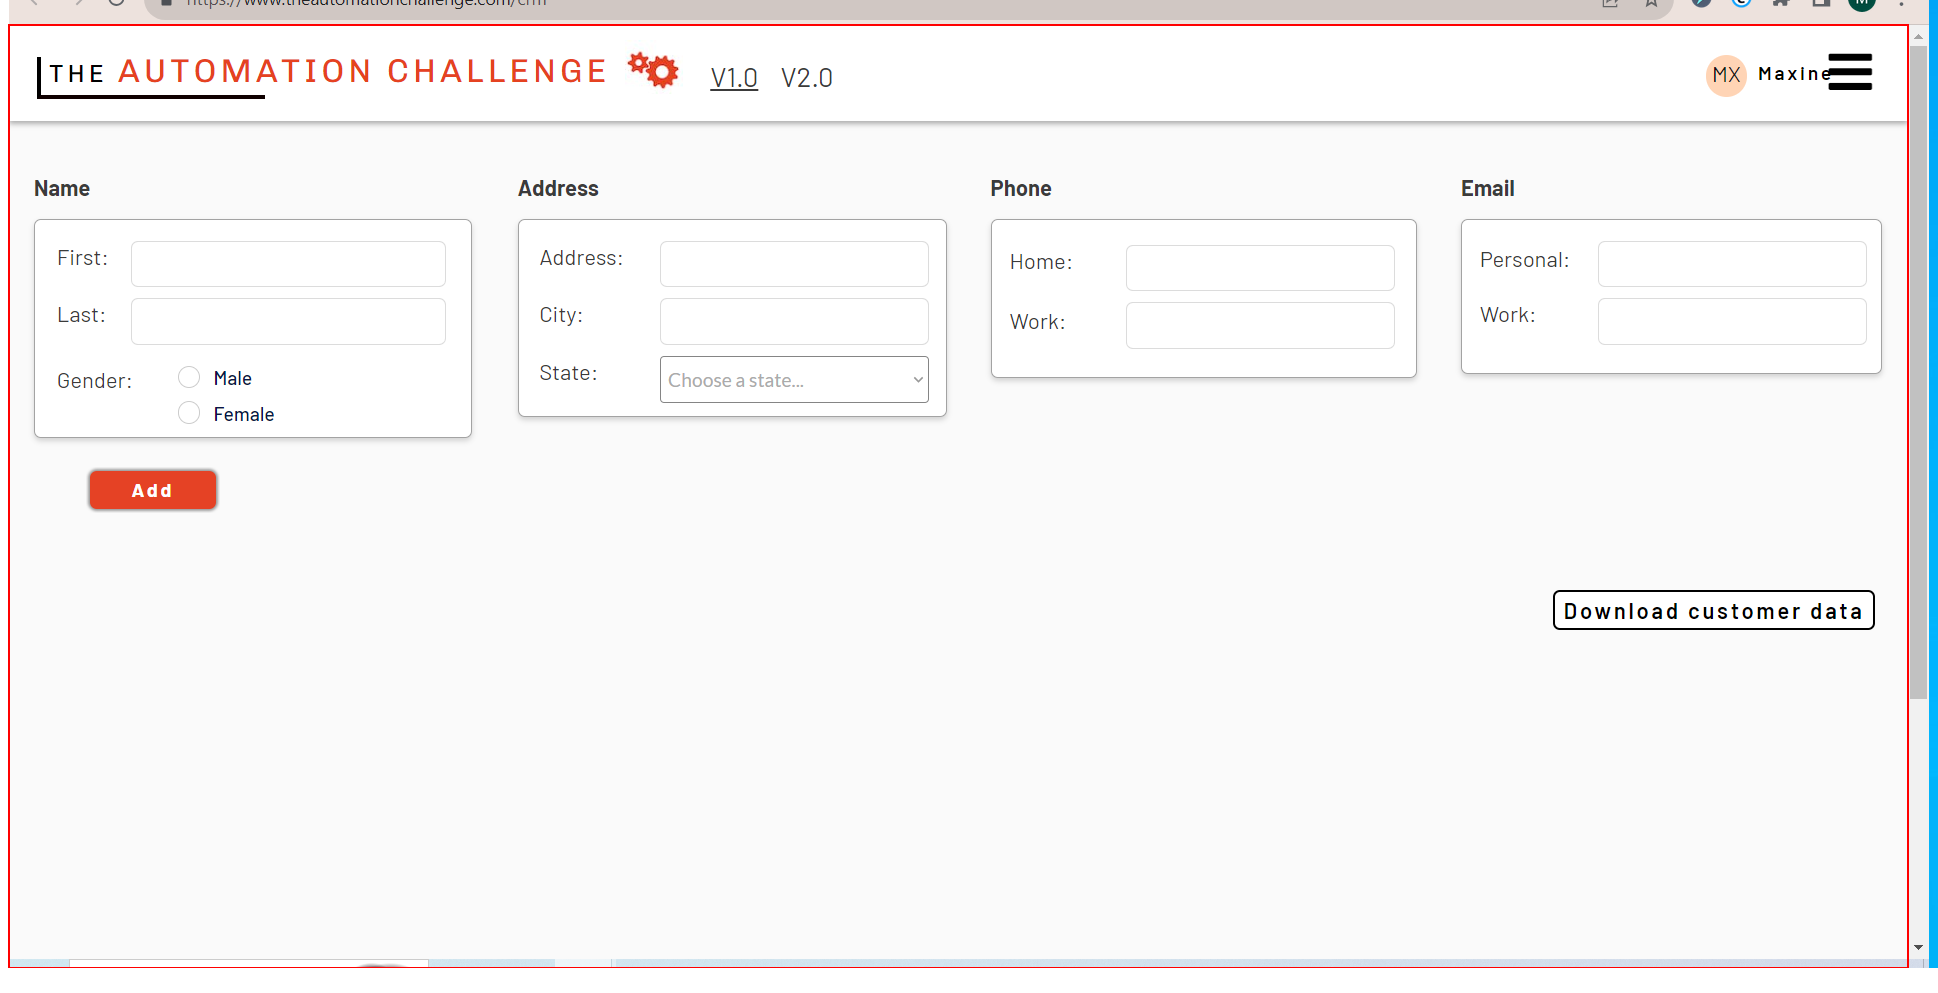 https://www.theautomationchallenge.com/crm
THE AUTOMATION CHALLENGE V1.0 V2.0 MX Maxine
Name Address Phone Email
First: Address: Home: Personal:
Last: City: Work: Work:
Gender: Male State: Choose a state...
Female
Add
Download customer data